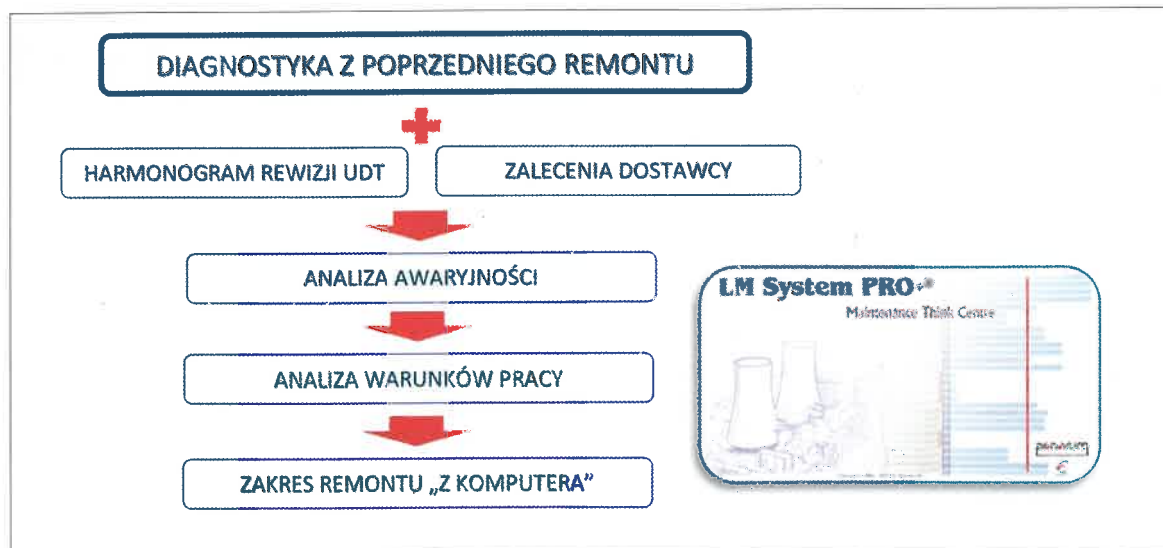 DIAGNOSTYKA Z POPRZEDNIEGO REMONTU
HARMONOGRAM REWIZJI UDT
ZALECENIA DOSTAWCY
ANALIZA AWARYJNOŚCI
ANALIZA WARUNKÓW PRACY
ZAKRES REMONTU „Z KOMPUTERA”
LM System PRO+®
Maintenance Think Centre